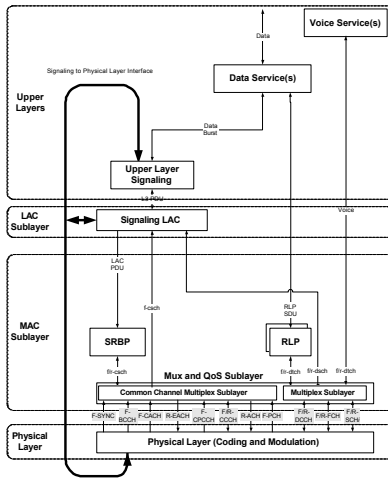 Data
Voice Service(s)
Signaling to Physical Layer Interface
Data Service(s)
Upper
Layers
Data
Burst
Upper Layer
Signaling
L3 PDU
LAC
Sublayer
Signaling LAC
Voice
LAC
PDU
f-csch
RLP
SDU
MAC
Sublayer
SRBP
RLP
f/r-csch
f/r-dtch
f/r-dsch
f/r-dtch
Mux and QoS Sublayer
Common Channel Multiplex Sublayer
Multiplex Sublayer
F-SYNC
F-
BCCH
F-CACH
R-EACH
F-
CPCCH
F/R-
CCCH
R-ACH
F-PCH
F/R-
DCCH
F/R-FCH
F/R-
SCH/
Physical
Layer
Physical Layer (Coding and Modulation)